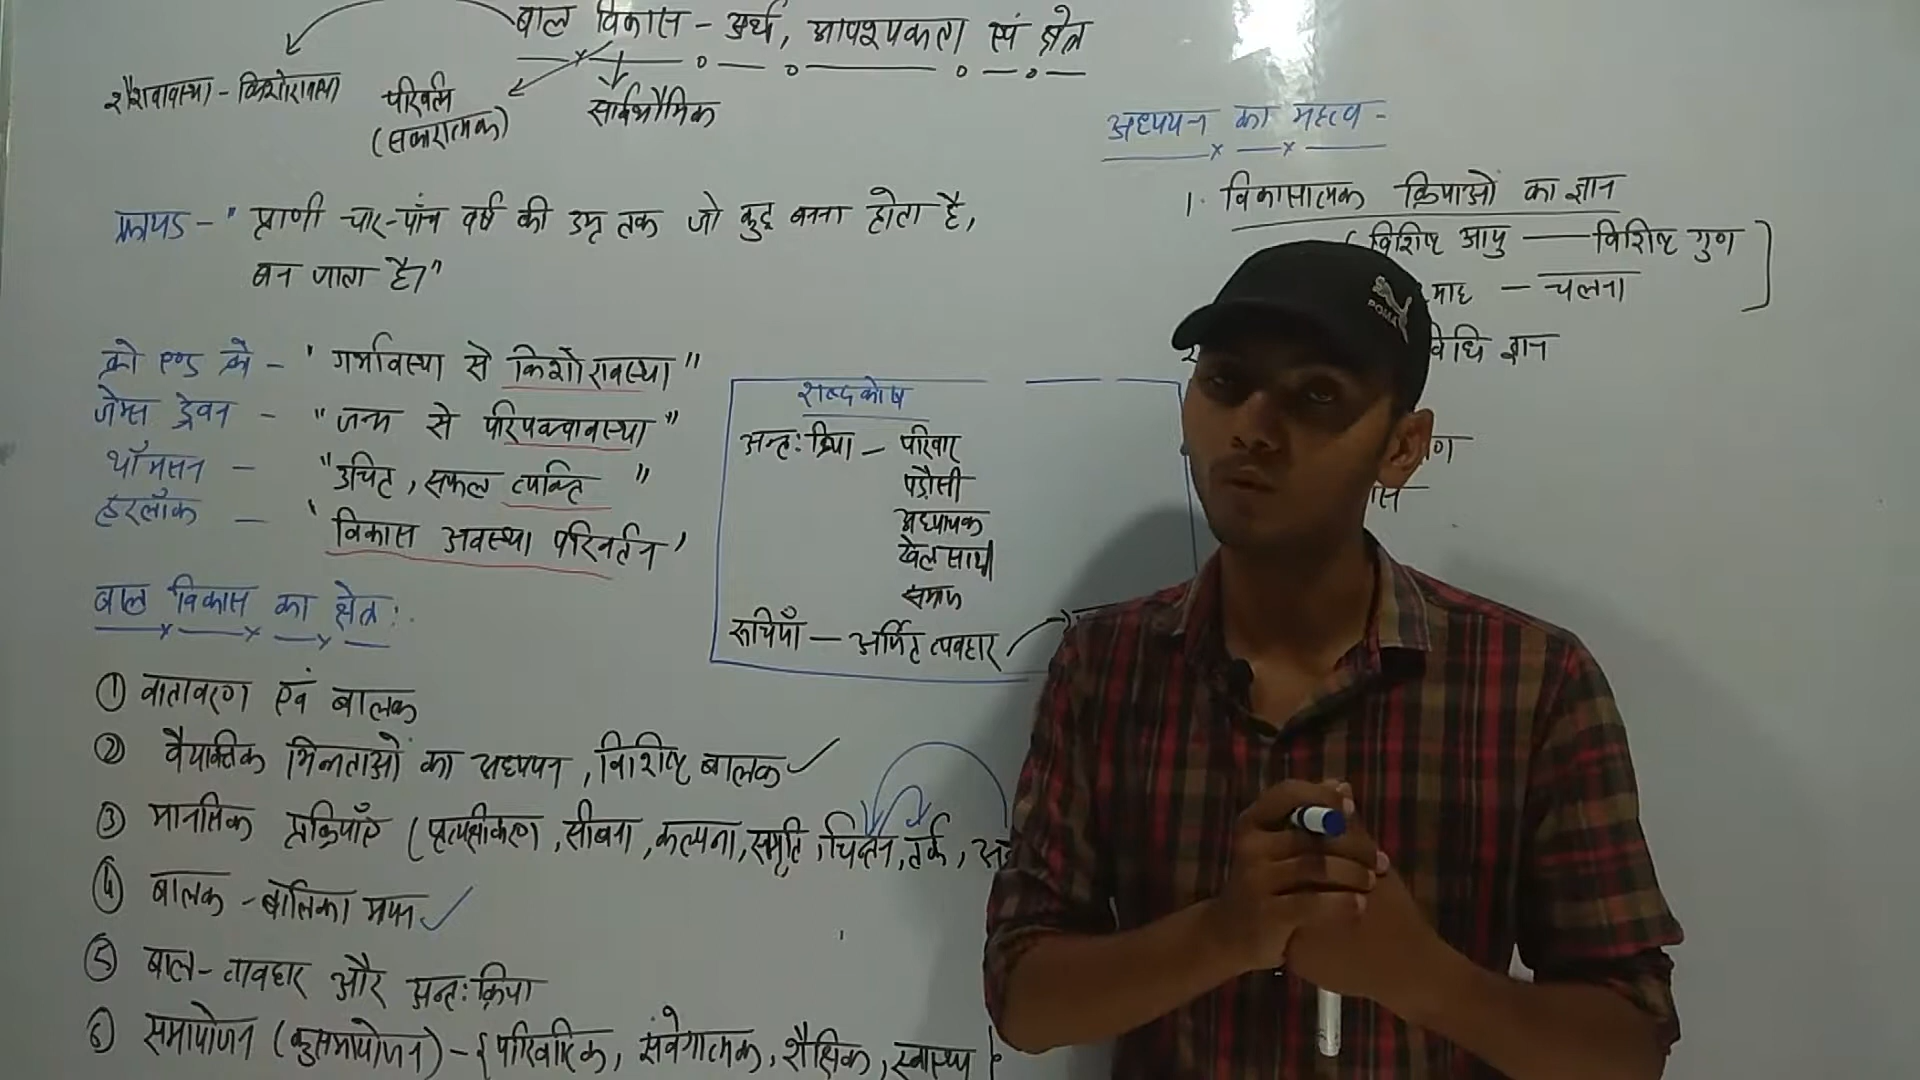 बाल विकास - अर्थ, आवश्यकता एवं क्षेत्र
शैशवावस्था - किशोरावस्था
परिवर्तन
(सकारात्मक)
सार्वभौमिक
फ्रायड - "प्राणी चार-पाँच वर्ष की उम्र तक जो कुछ बनना होता है,
बन जाता है।"
क्रो एण्ड क्रो - "गर्भावस्था से किशोरावस्था"
जेम्स ड्रेवर - "जन्म से परिपक्वावस्था"
थॉमसन - "उचित, सफल व्यक्ति"
हरलॉक - "विकास अवस्था परिवर्तन"
बाल विकास का क्षेत्र :
① वातावरण एवं बालक
② वैयक्तिक भिन्नताओं का अध्ययन, विशिष्ट बालक
③ मानसिक प्रक्रियाएँ (प्रत्यक्षीकरण, सीखना, कल्पना, स्मृति, चिन्तन, तर्क,
④ बालक - बालिका मापन
⑤ बाल - व्यवहार और अन्तःक्रिया
⑥ समायोजन (कुसमायोजन) - {पारिवारिक, संवेगात्मक, शैक्षिक, स्वास्थ्य}
शब्दकोष
अन्तःक्रिया - परिवार
पड़ौसी
अध्यापक
खेल साथी
समाज
रूचियाँ - अर्जित व्यवहार
अध्ययन का महत्व -
1. विकासात्मक क्रियाओं का ज्ञान
(विशिष्ट आयु — विशिष्ट गुण
माह - चलना
विधि ज्ञान
PUMA